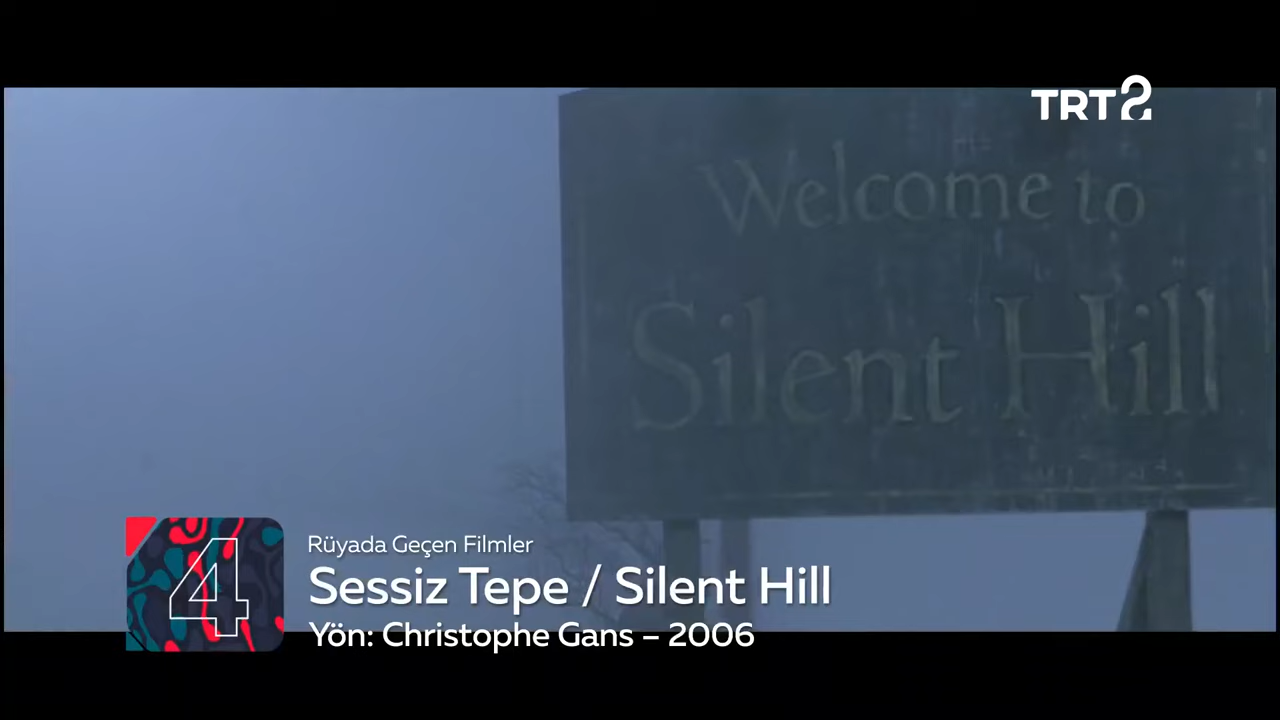 TRT2
Welcome to
Silent Hill
4
Rüyada Geçen Filmler
Sessiz Tepe / Silent Hill
Yön: Christophe Gans – 2006